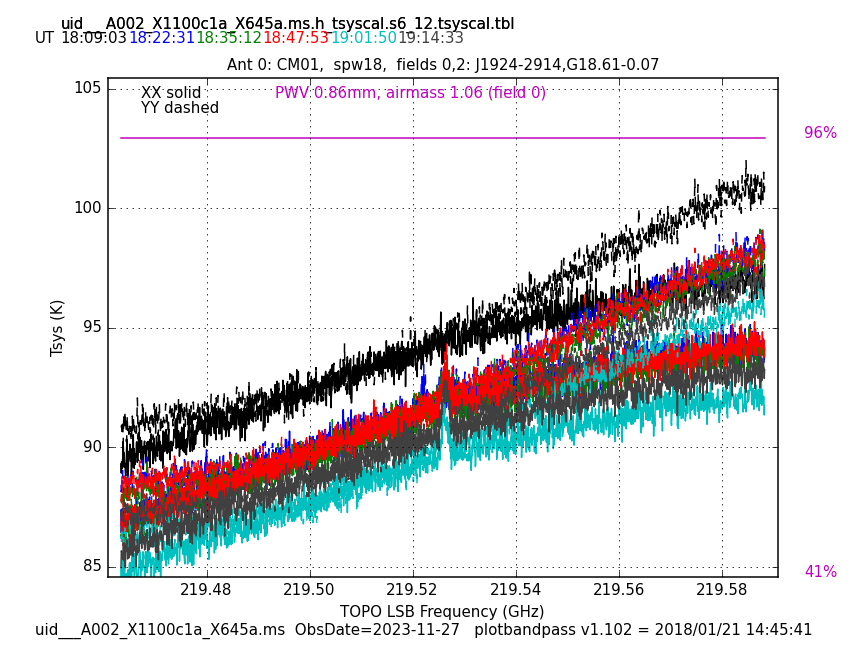 uid___A002_X1100c1a_X645a.ms.h_tsyscal.s6_12.tsyscal.tbl
UT 18:09:03 18:22:31 18:35:12 18:47:53 19:01:50 19:14:33
Ant 0: CM01, spw18, fields 0,2: J1924-2914,G18.61-0.07
105
XX solid PWV 0.86mm, airmass 1.06 (field 0)
YY dashed
96%
100
95
Tsys (K)
90
85
41%
219.48 219.50 219.52 219.54 219.56 219.58
TOPO LSB Frequency (GHz)
uid___A002_X1100c1a_X645a.ms ObsDate=2023-11-27 plotbandpass v1.102 = 2018/01/21 14:45:41